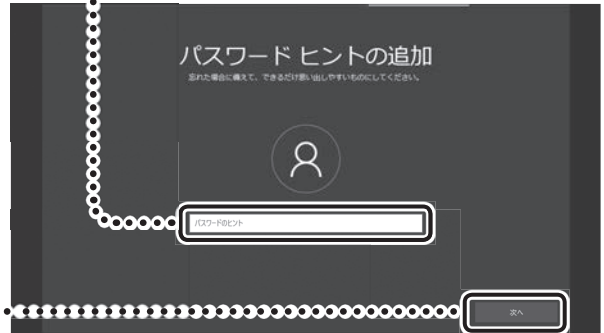 パスワード ヒントの追加
忘れた場合に備えて、できるだけ思い出しやすいものにしてください。
パスワードのヒント
次へ